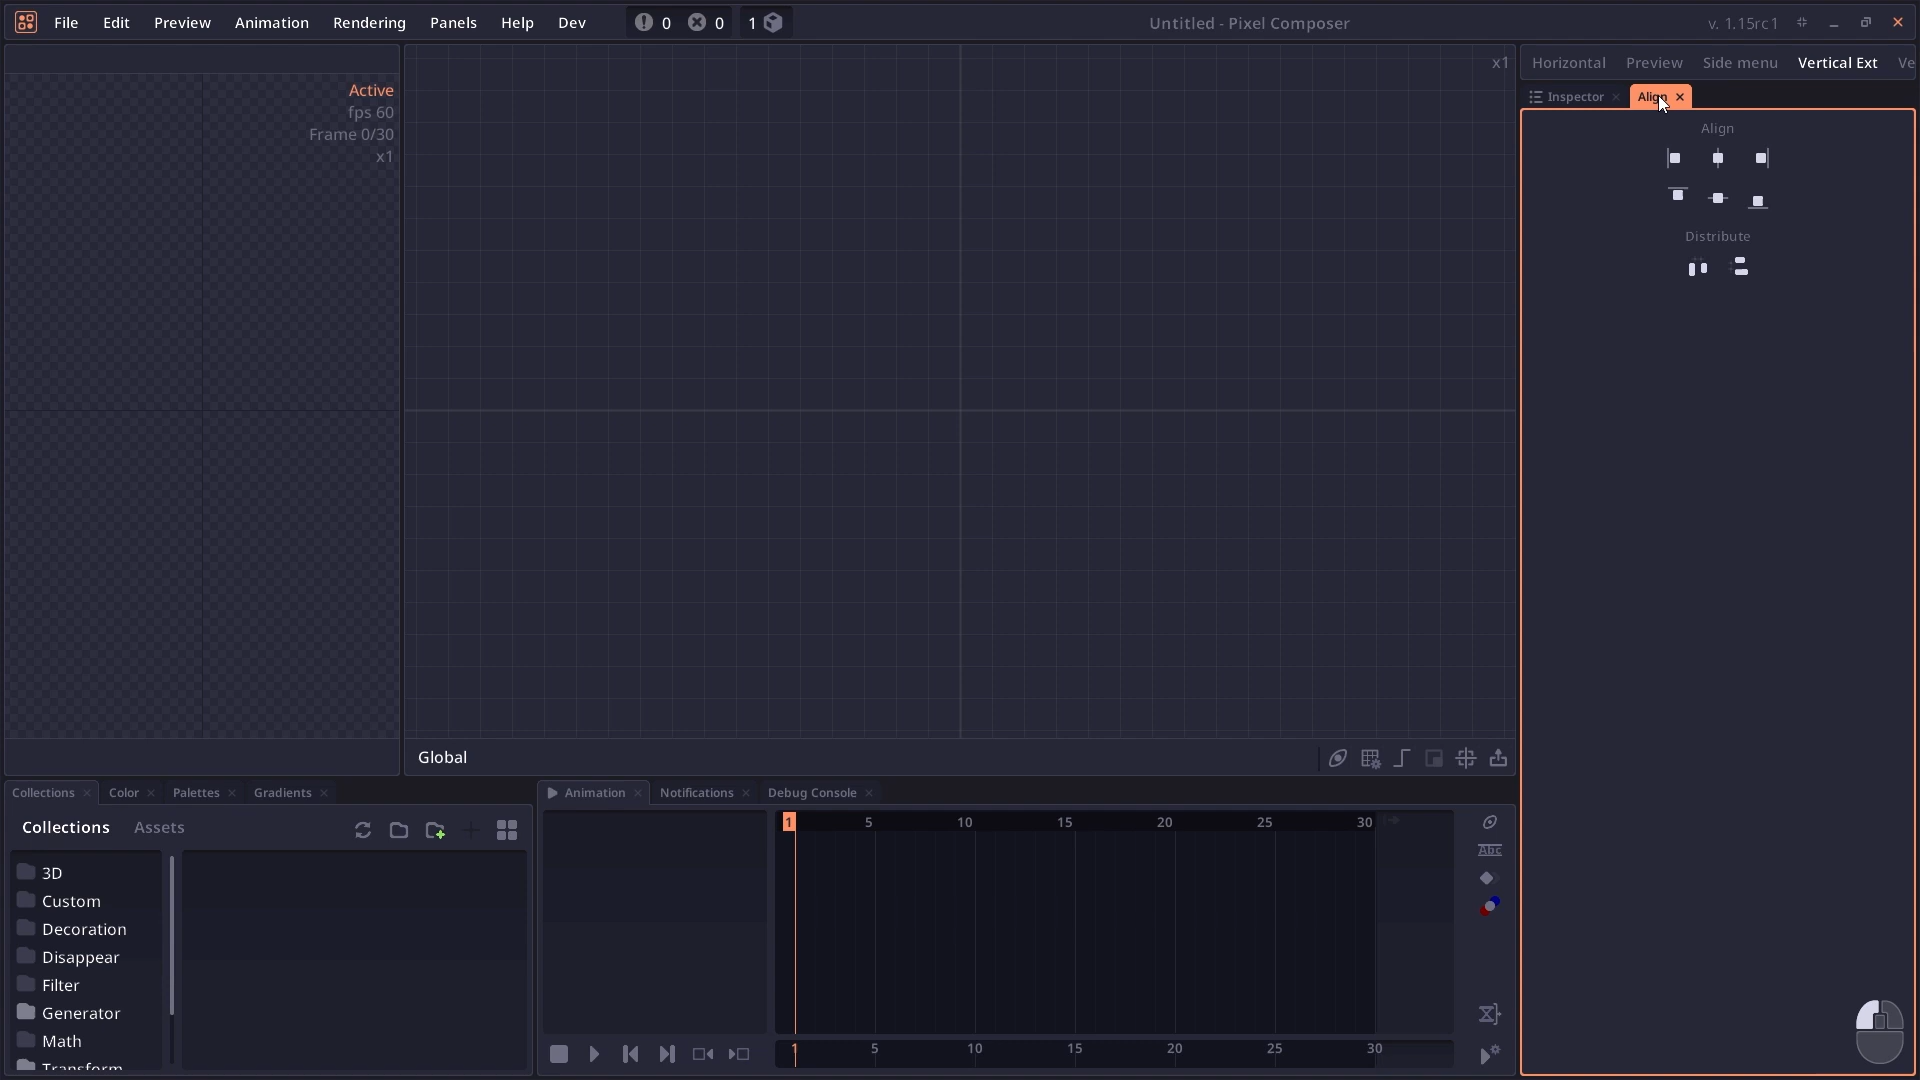 File Edit Preview Animation Rendering Panels Help Dev 0 0 1 Untitled - Pixel Composer v. 1.15rc1
Active
fps 60
Frame 0/30
x1
x1
Horizontal Preview Side menu Vertical Ext Ve
Inspector Align
Align
Distribute
Global
Collections Color Palettes Gradients
Collections Assets
3D
Custom
Decoration
Disappear
Filter
Generator
Math
Transform
Animation Notifications Debug Console
1 5 10 15 20 25 30
Abc
1 5 10 15 20 25 30